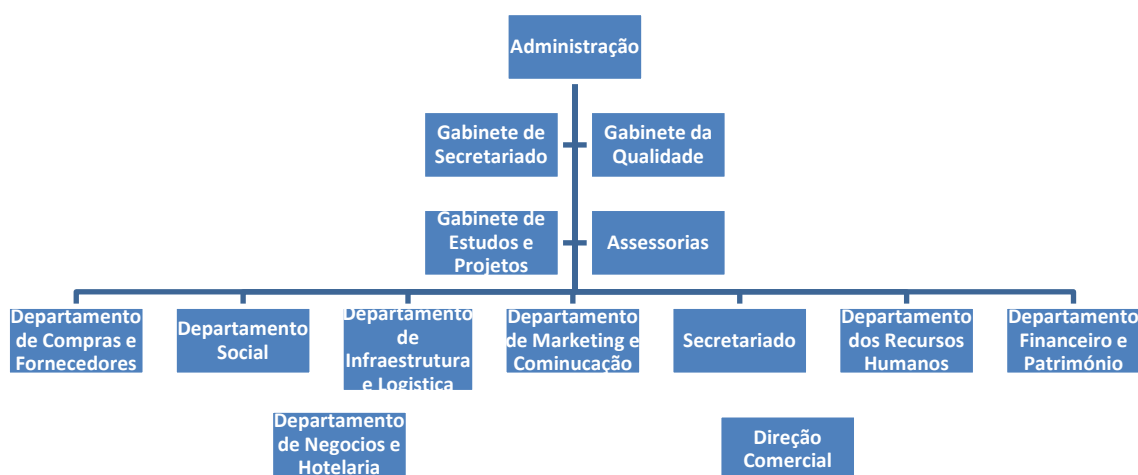 Administração
Gabinete de
Secretariado
Gabinete da
Qualidade
Gabinete de
Estudos e
Projetos
Assessorias
Departamento
de Compras e
Fornecedores
Departamento
Social
Departamento
de
Infraestrutura
e Logistica
Departamento
de Marketing e
Cominucação
Secretariado
Departamento
dos Recursos
Humanos
Departamento
Financeiro e
Património
Departamento
de Negocios e
Hotelaria
Direção
Comercial